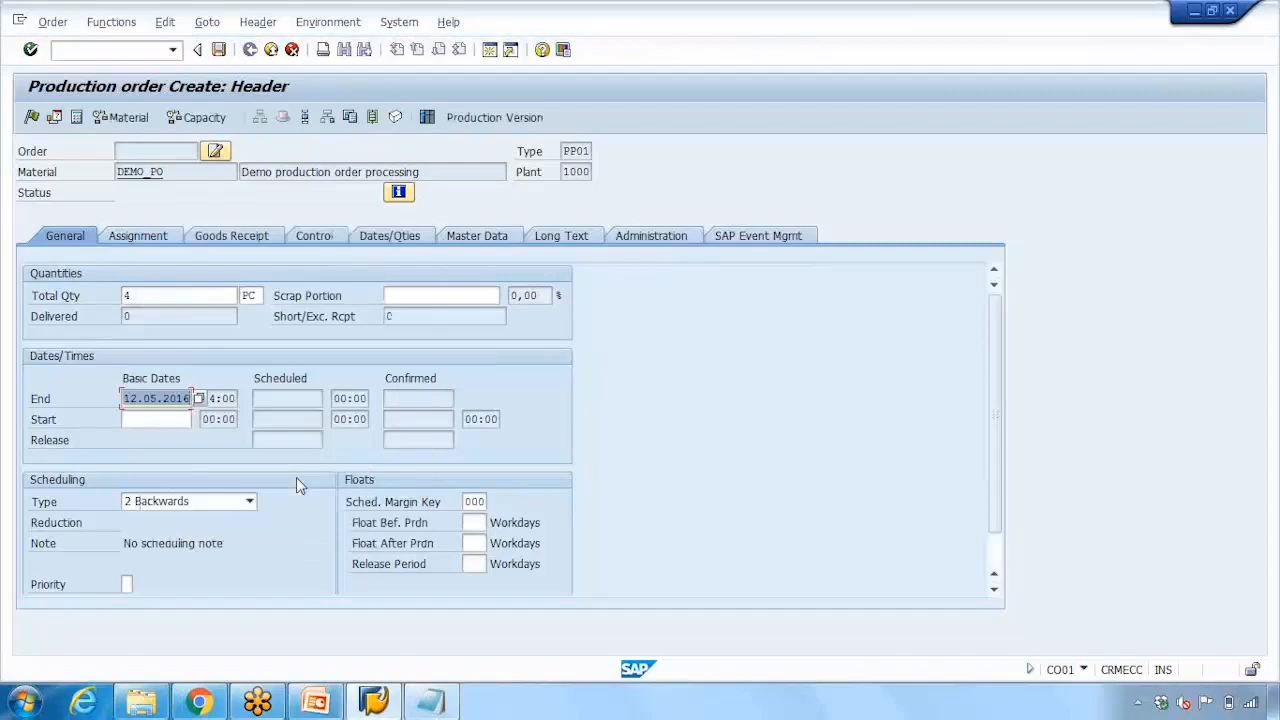 Order Functions Edit Goto Header Environment System Help
Production order Create: Header
Material Capacity Production Version
Order Type PP01
Material DEMO_PO Demo production order processing Plant 1000
Status
General Assignment Goods Receipt Control Dates/Qties Master Data Long Text Administration SAP Event Mgmt
Quantities
Total Qty 4 PC Scrap Portion 0,00 %
Delivered 0 Short/Exc. Rcpt 0
Dates/Times
Basic Dates Scheduled Confirmed
End 12.05.2016 4:00 00:00
Start 00:00 00:00 00:00
Release
Scheduling Floats
Type 2 Backwards Sched. Margin Key 000
Reduction Float Bef. Prdn Workdays
Note No scheduling note Float After Prdn Workdays
Release Period Workdays
Priority
SAP CO01 CRMECC INS